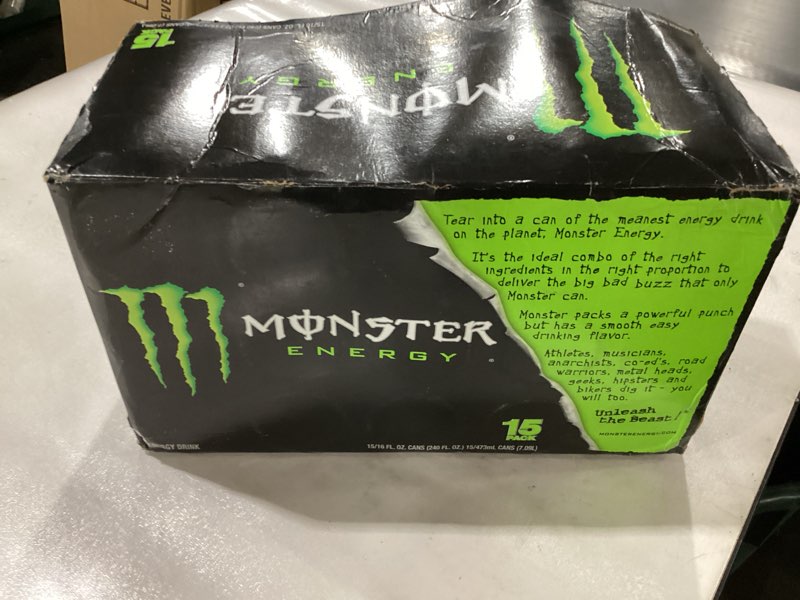 15
PACK
MONSTER
ENERGY
Tear into a can of the meanest energy drink
on the planet, Monster Energy.
It's the ideal combo of the right
ingredients in the right proportion to
deliver the big bad buzz that only
Monster can.
Monster packs a powerful punch
but has a smooth easy
drinking flavor.
Athletes, musicians,
anarchists, co-ed's, road
warriors, metal heads,
geeks, hipsters and
bikers dig it - you
will too.
Unleash
the Beast!
MONSTERENERGY.COM
MONSTER
ENERGY
15
PACK
ENERGY DRINK
15/16 FL. OZ. CANS (240 FL. OZ.) 15/473mL CANS (7.09L)